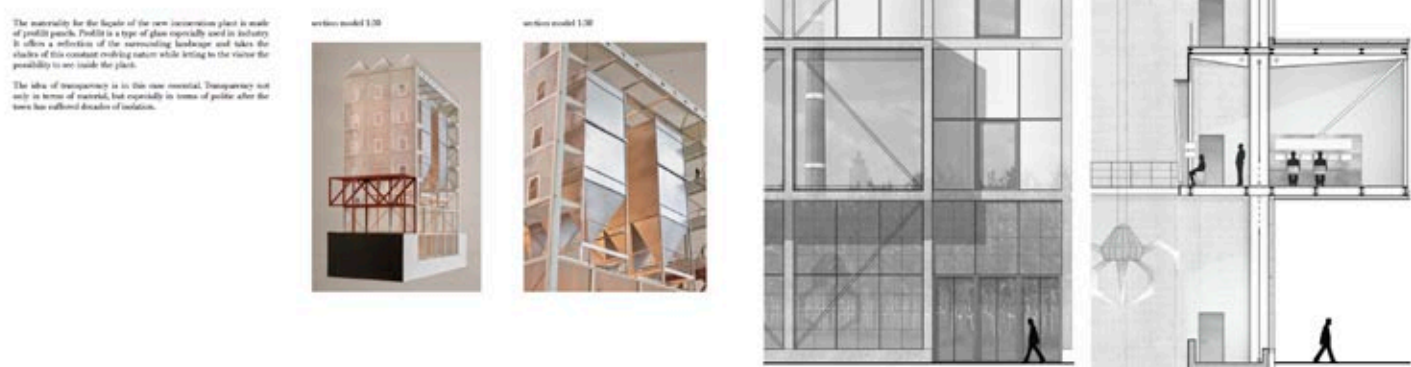 The materiality for the façade of the new incineration plant is made
of profilit panels. Profilit is a type of glass especially used in industry
It offers a reflection of the surrounding landscape and takes the
shades of this constant evolving nature while letting to the visitor the
possibility to see inside the plant.
The idea of transparency is in this case essential. Transparency not
only in terms of material, but especially in terms of politic after the
town has suffered decades of isolation.
section model 1:50
section model 1:50